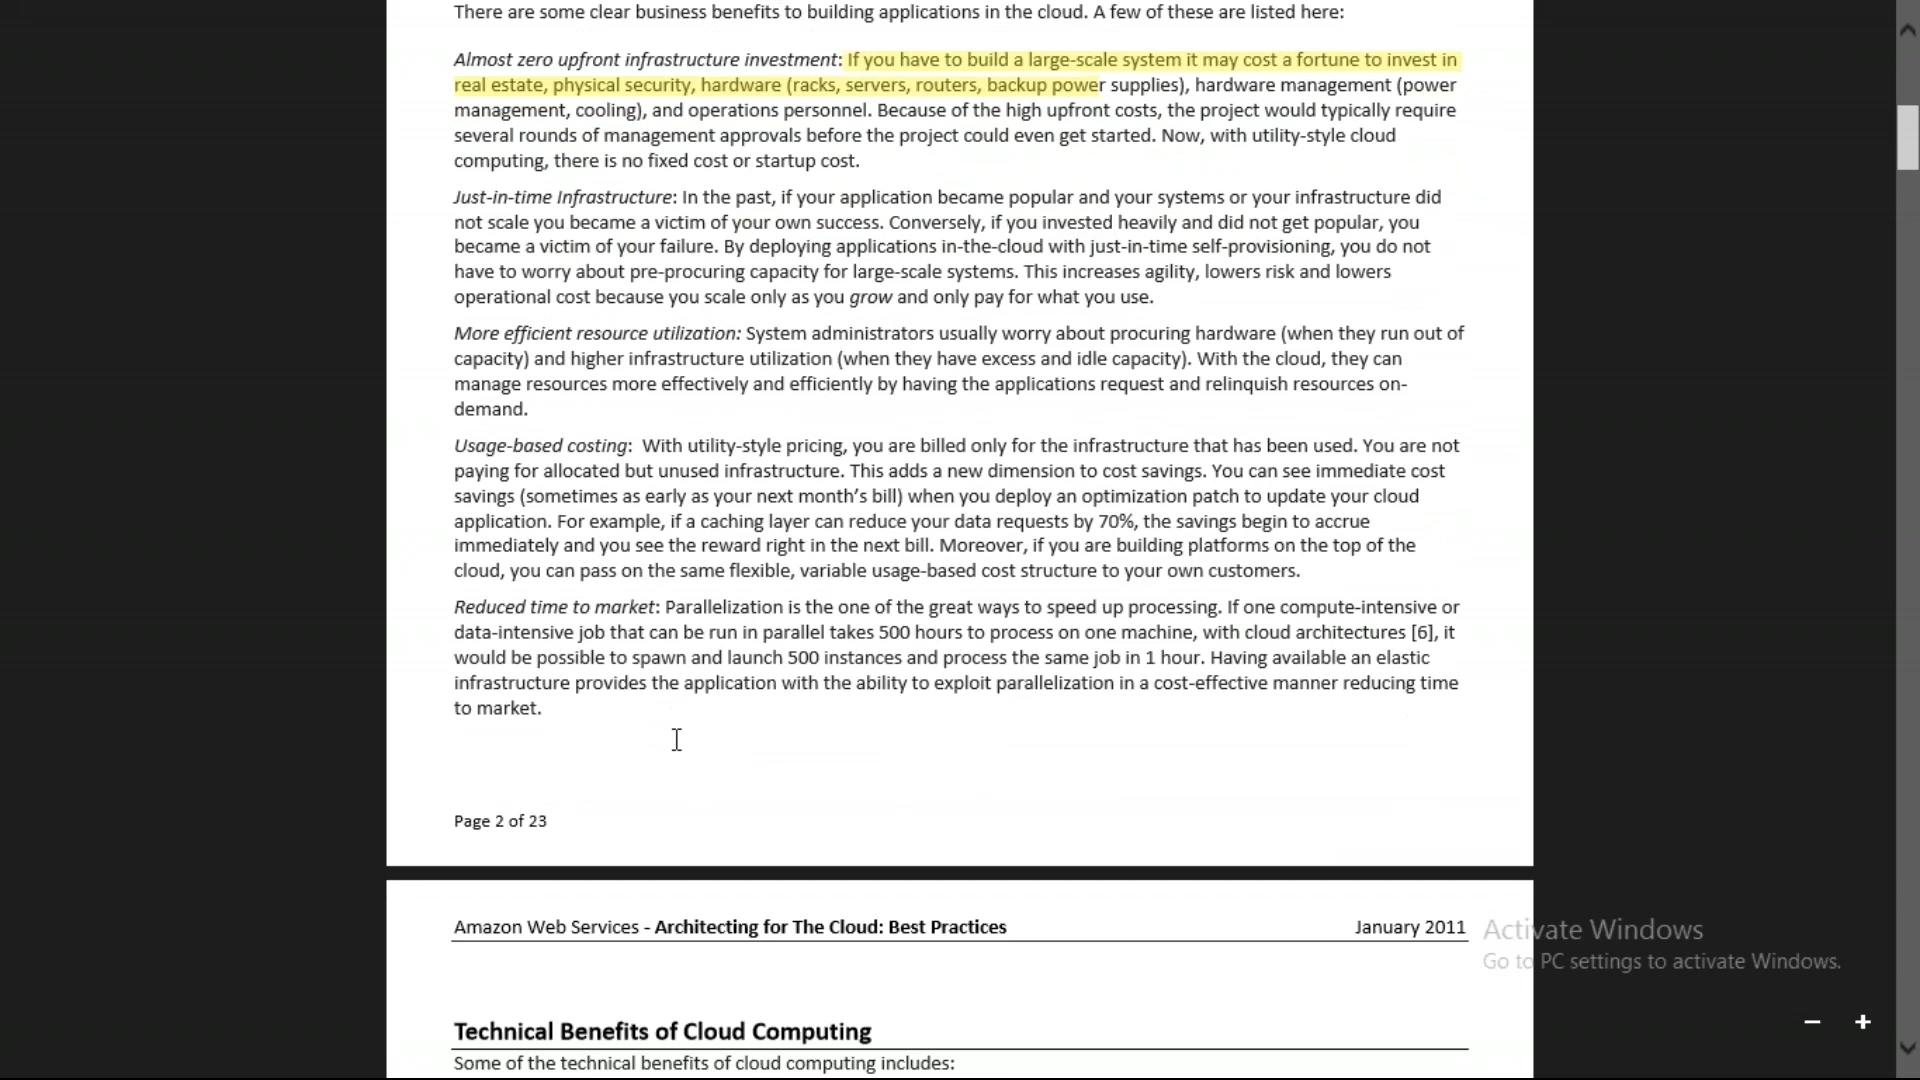 There are some clear business benefits to building applications in the cloud. A few of these are listed here:
Almost zero upfront infrastructure investment: If you have to build a large-scale system it may cost a fortune to invest in
real estate, physical security, hardware (racks, servers, routers, backup power supplies), hardware management (power
management, cooling), and operations personnel. Because of the high upfront costs, the project would typically require
several rounds of management approvals before the project could even get started. Now, with utility-style cloud
computing, there is no fixed cost or startup cost.
Just-in-time Infrastructure: In the past, if your application became popular and your systems or your infrastructure did
not scale you became a victim of your own success. Conversely, if you invested heavily and did not get popular, you
became a victim of your failure. By deploying applications in-the-cloud with just-in-time self-provisioning, you do not
have to worry about pre-procuring capacity for large-scale systems. This increases agility, lowers risk and lowers
operational cost because you scale only as you grow and only pay for what you use.
More efficient resource utilization: System administrators usually worry about procuring hardware (when they run out of
capacity) and higher infrastructure utilization (when they have excess and idle capacity). With the cloud, they can
manage resources more effectively and efficiently by having the applications request and relinquish resources on-
demand.
Usage-based costing: With utility-style pricing, you are billed only for the infrastructure that has been used. You are not
paying for allocated but unused infrastructure. This adds a new dimension to cost savings. You can see immediate cost
savings (sometimes as early as your next month's bill) when you deploy an optimization patch to update your cloud
application. For example, if a caching layer can reduce your data requests by 70%, the savings begin to accrue
immediately and you see the reward right in the next bill. Moreover, if you are building platforms on the top of the
cloud, you can pass on the same flexible, variable usage-based cost structure to your own customers.
Reduced time to market: Parallelization is the one of the great ways to speed up processing. If one compute-intensive or
data-intensive job that can be run in parallel takes 500 hours to process on one machine, with cloud architectures [6], it
would be possible to spawn and launch 500 instances and process the same job in 1 hour. Having available an elastic
infrastructure provides the application with the ability to exploit parallelization in a cost-effective manner reducing time
to market.
Page 2 of 23
Amazon Web Services - Architecting for The Cloud: Best Practices January 2011
Activate Windows
Go to PC settings to activate Windows.
Technical Benefits of Cloud Computing
Some of the technical benefits of cloud computing includes: